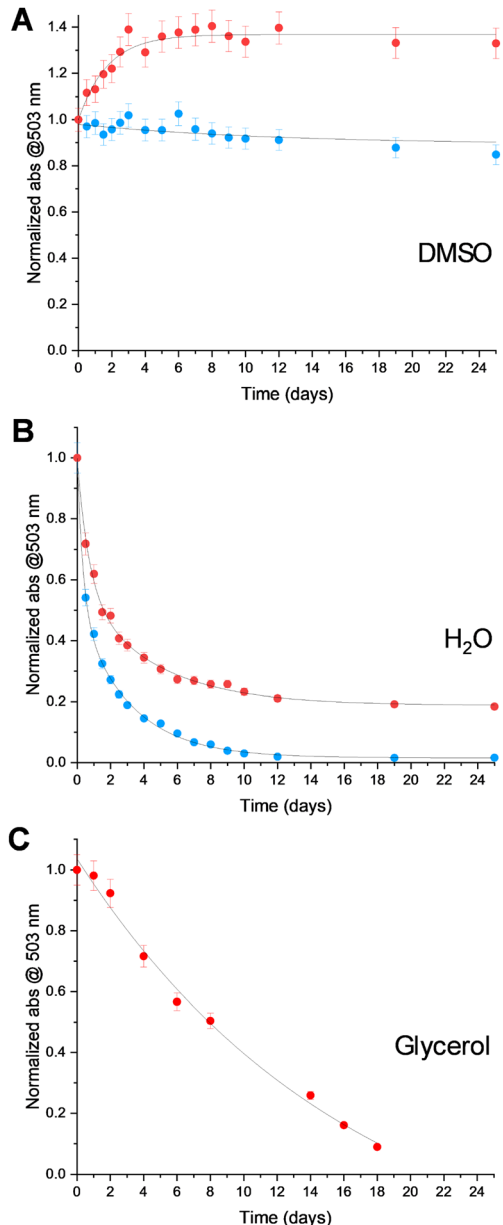 A
1.4
1.2
1.0
0.8
0.6
0.4
0.2
0.0
Normalized abs @503 nm
DMSO
0 2 4 6 8 10 12 14 16 18 20 22 24
Time (days)
B
1.0
0.8
0.6
0.4
0.2
0.0
Normalized abs @503 nm
H₂O
0 2 4 6 8 10 12 14 16 18 20 22 24
Time (days)
C
1.0
0.8
0.6
0.4
0.2
0.0
Normalized abs @ 503 nm
Glycerol
0 2 4 6 8 10 12 14 16 18 20 22 24
Time (days)